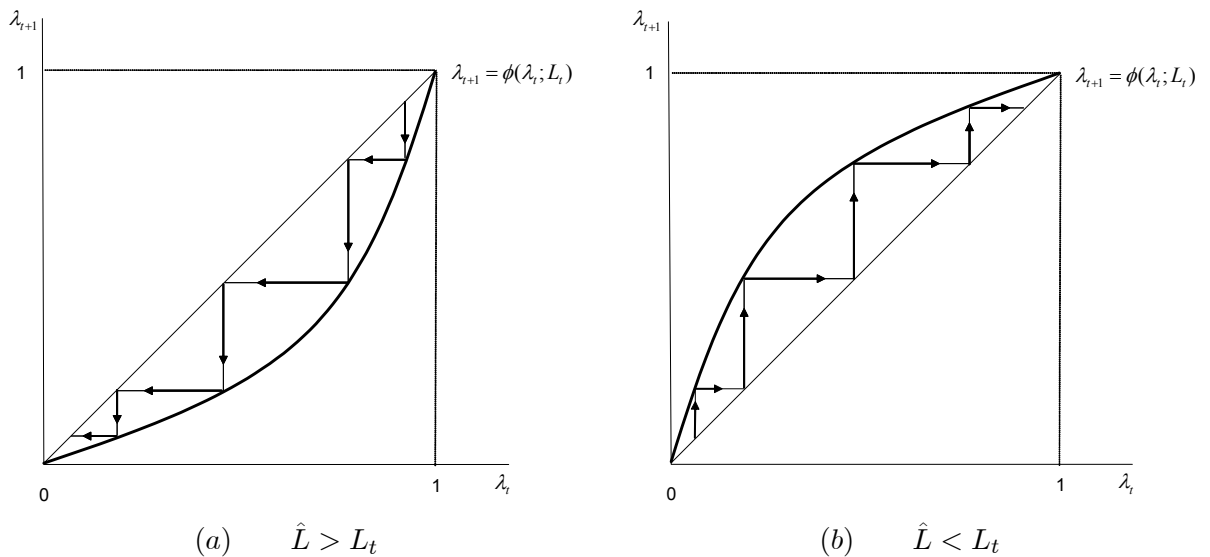 λ_{t+1}
1
λ_{t+1} = ϕ(λ_t; L_t)
0
1
λ_t
(a) L̂ > L_t
λ_{t+1}
1
λ_{t+1} = ϕ(λ_t; L_t)
0
1
λ_t
(b) L̂ < L_t